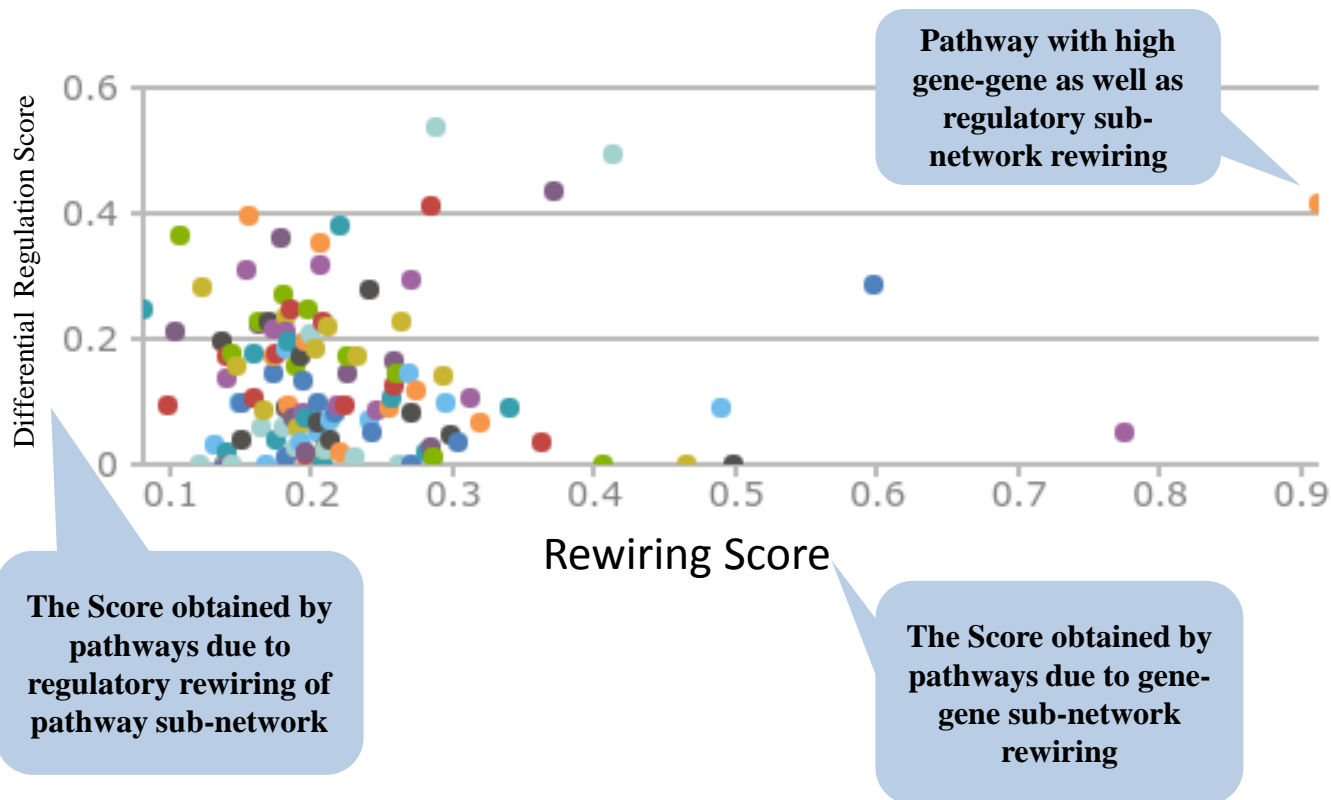 Pathway with high
gene-gene as well as
regulatory sub-
network rewiring
Differential Regulation Score
0.6
0.4
0.2
0
0.1 0.2 0.3 0.4 0.5 0.6 0.7 0.8 0.9
Rewiring Score
The Score obtained by
pathways due to
regulatory rewiring of
pathway sub-network
The Score obtained by
pathways due to gene-
gene sub-network
rewiring